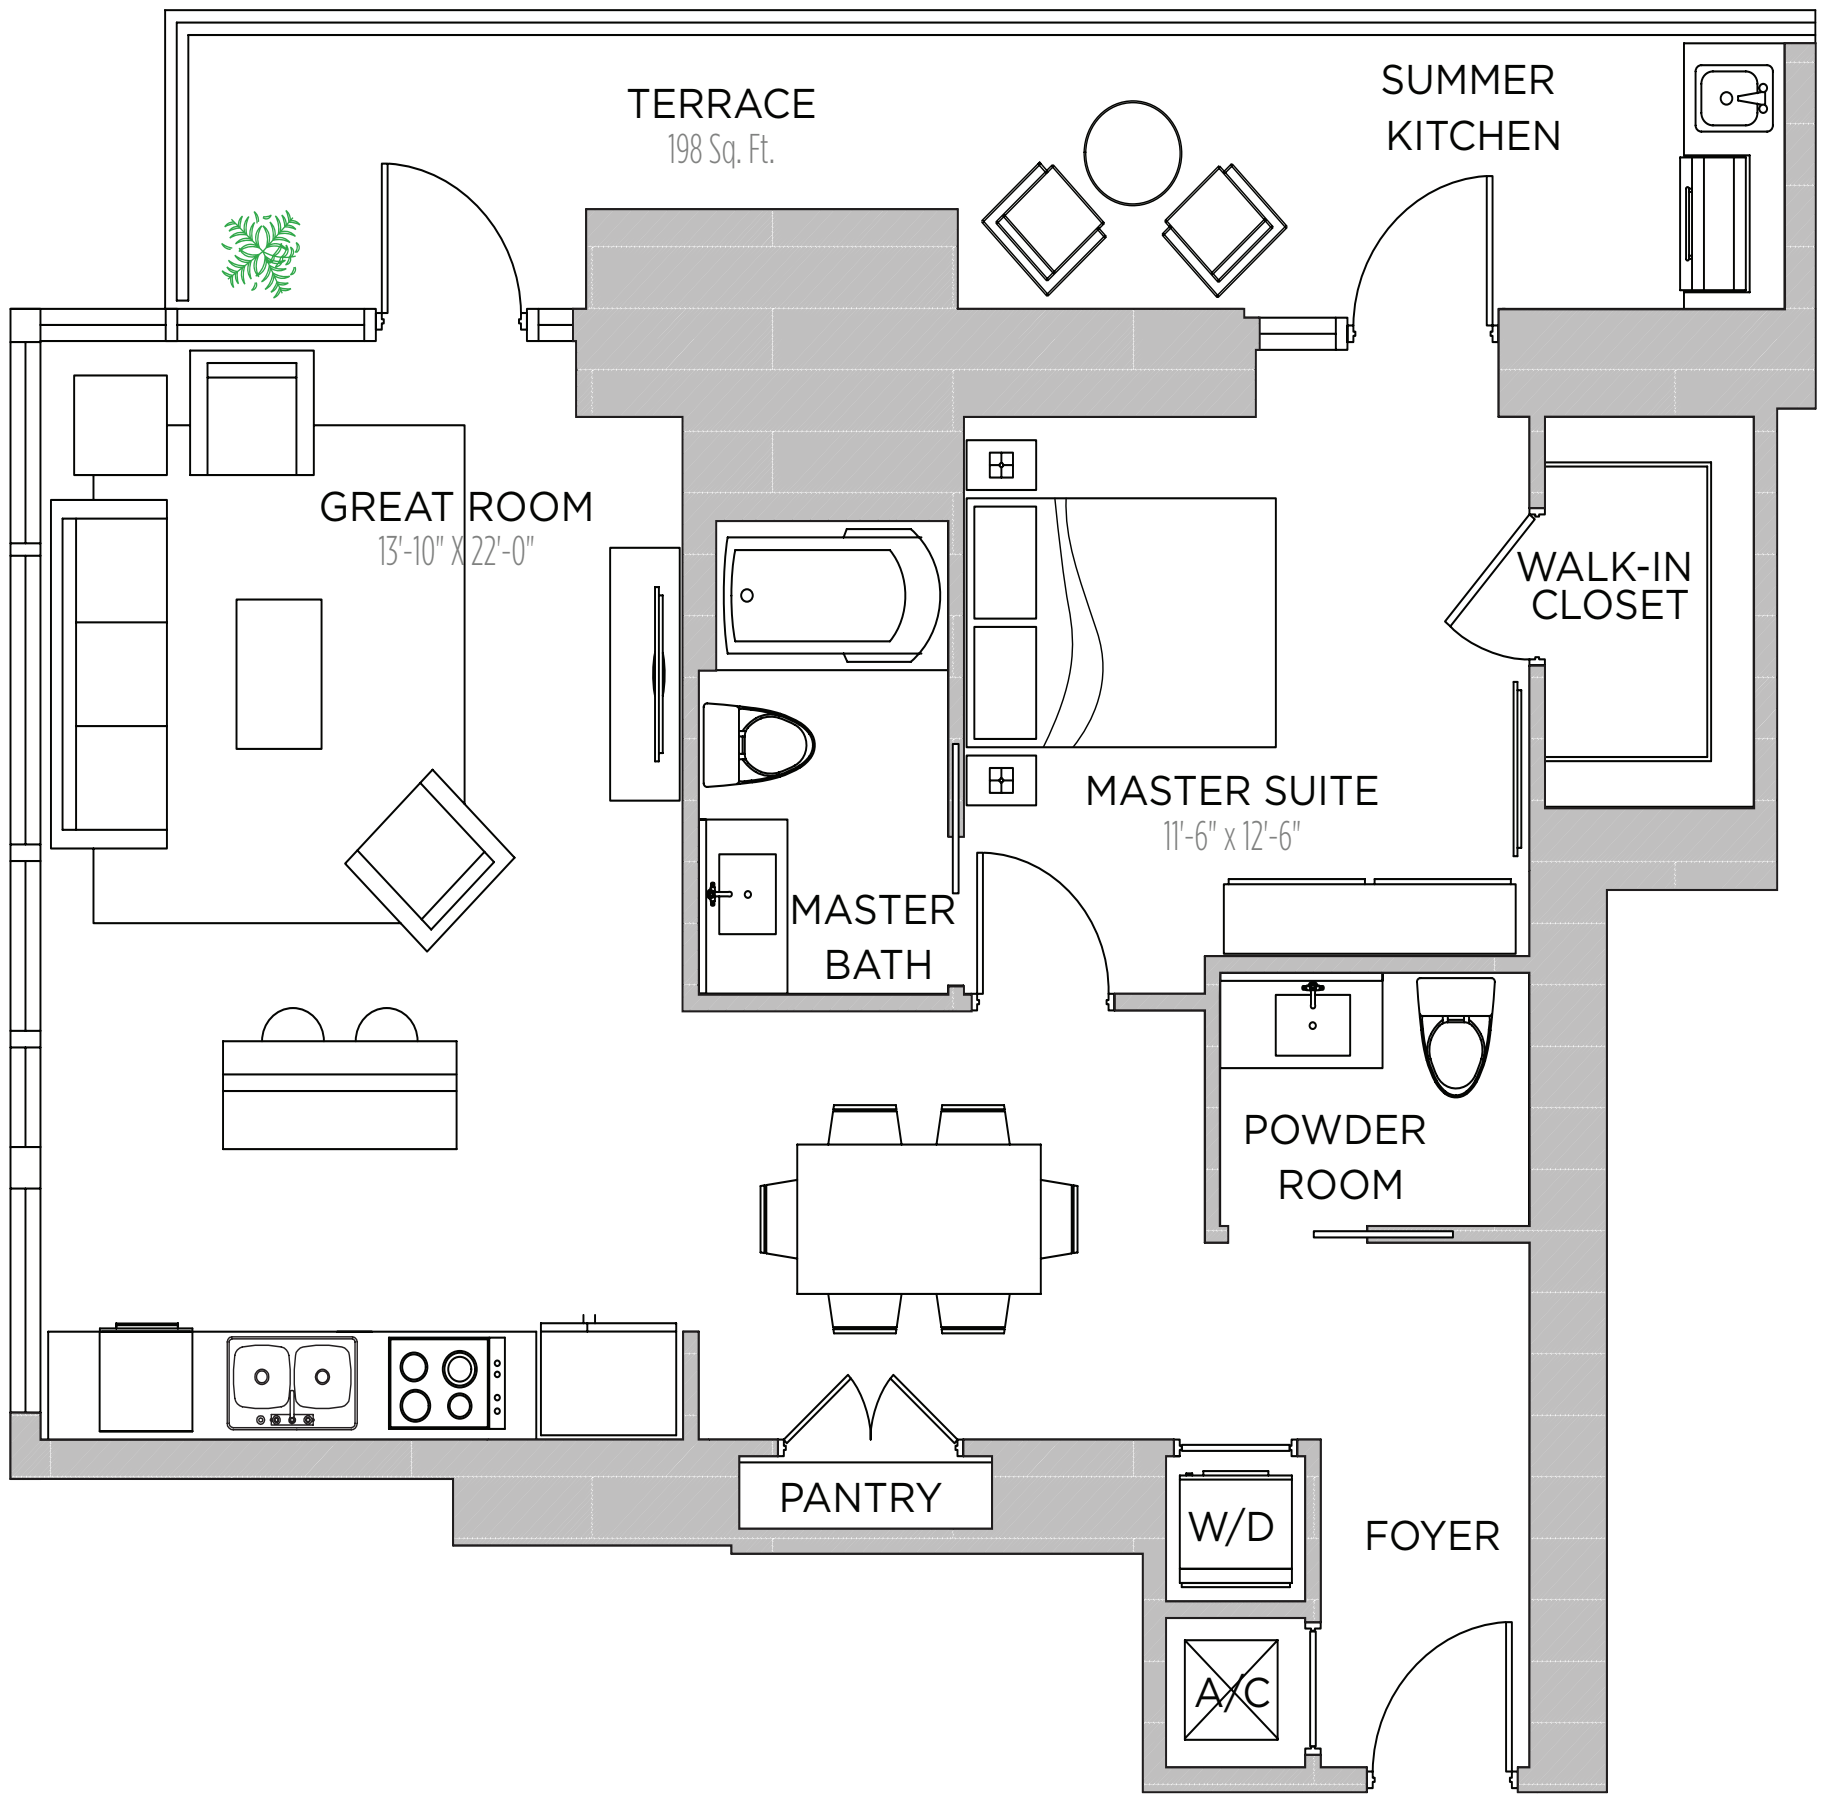 TERRACE
198 Sq. Ft.
SUMMER
KITCHEN
GREAT ROOM
13'-10" X 22'-0"
WALK-IN
CLOSET
MASTER SUITE
11'-6" x 12'-6"
MASTER
BATH
POWDER
ROOM
PANTRY
W/D
FOYER
A/C